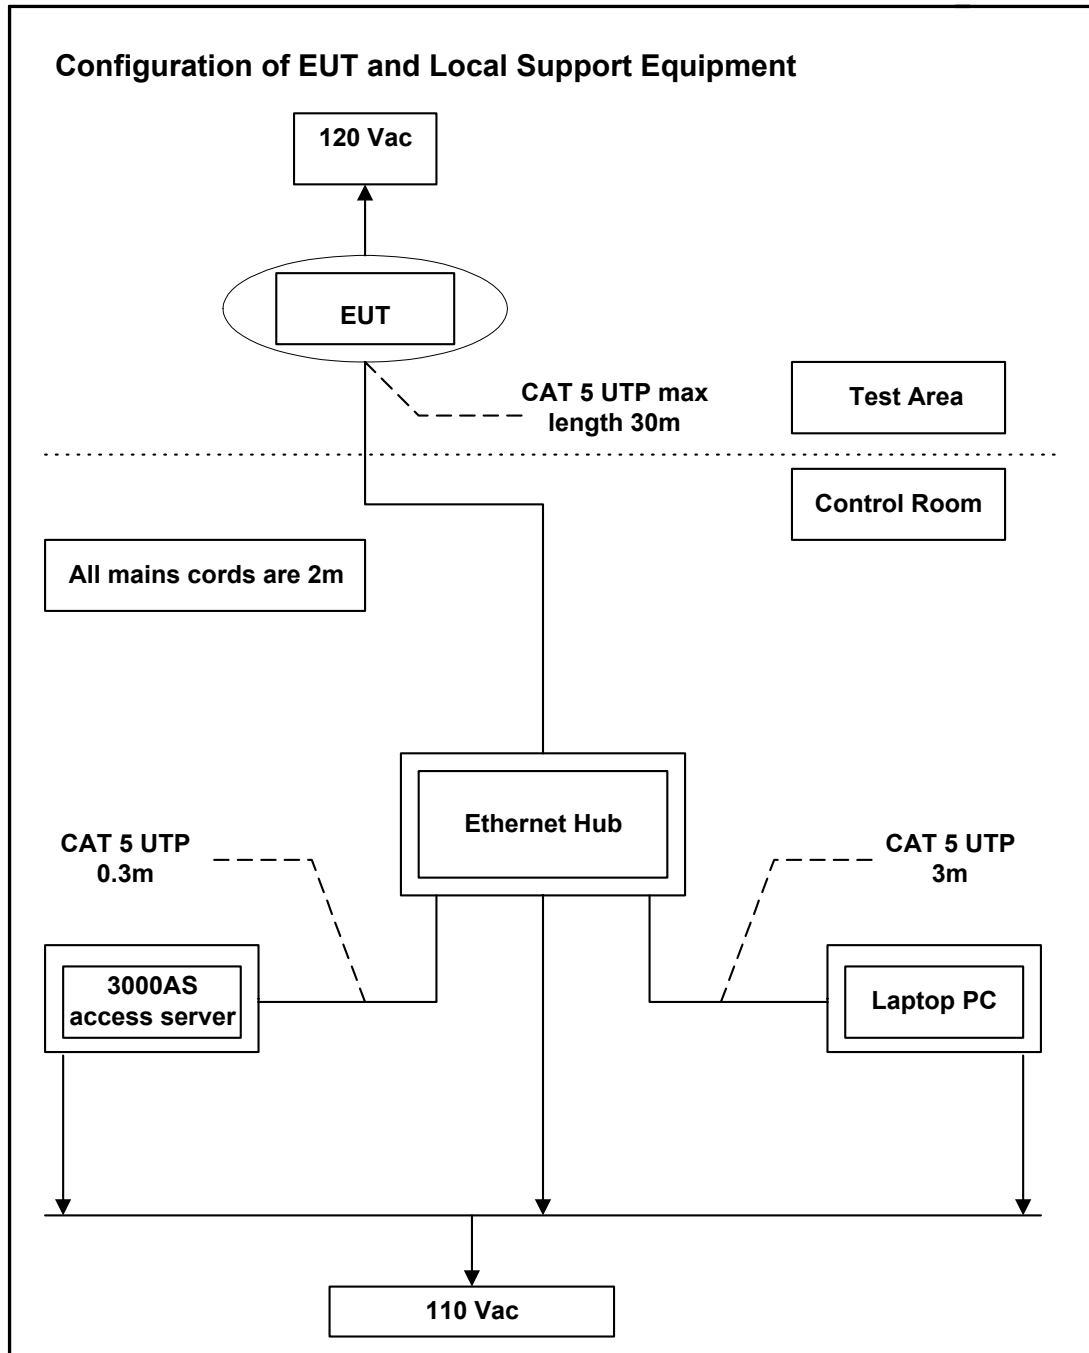 Configuration of EUT and Local Support Equipment
120 Vac
EUT
CAT 5 UTP max
length 30m
Test Area
Control Room
All mains cords are 2m
Ethernet Hub
CAT 5 UTP
0.3m
CAT 5 UTP
3m
3000AS
access server
Laptop PC
110 Vac